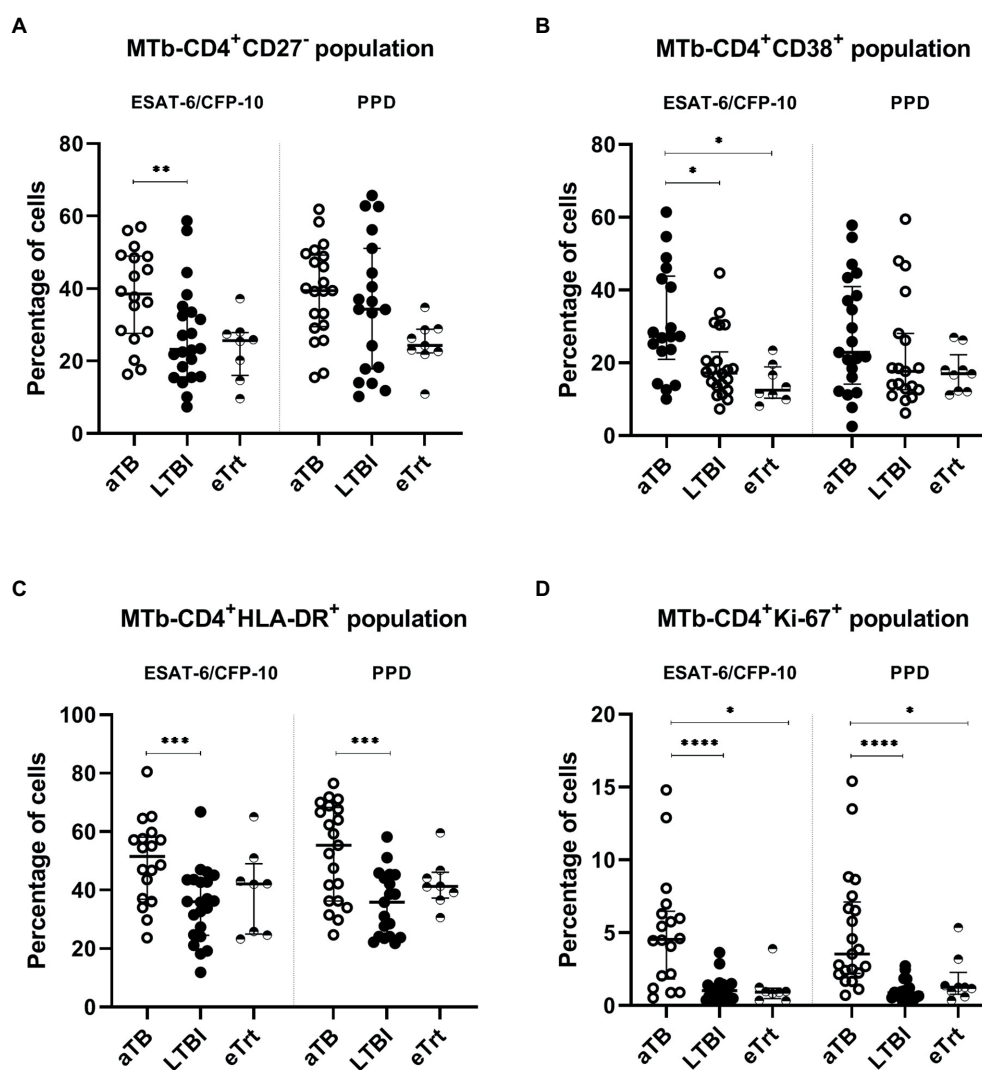 A
MTb-CD4⁺CD27⁻ population
ESAT-6/CFP-10 PPD
Percentage of cells
80
60
40
20
0
**
aTB LTBI eTrt aTB LTBI eTrt
B
MTb-CD4⁺CD38⁺ population
ESAT-6/CFP-10 PPD
Percentage of cells
80
60
40
20
0
*
*
aTB LTBI eTrt aTB LTBI eTrt
C
MTb-CD4⁺HLA-DR⁺ population
ESAT-6/CFP-10 PPD
Percentage of cells
100
80
60
40
20
0
*** ***
aTB LTBI eTrt aTB LTBI eTrt
D
MTb-CD4⁺Ki-67⁺ population
ESAT-6/CFP-10 PPD
Percentage of cells
20
15
10
5
0
* *
**** ****
aTB LTBI eTrt aTB LTBI eTrt